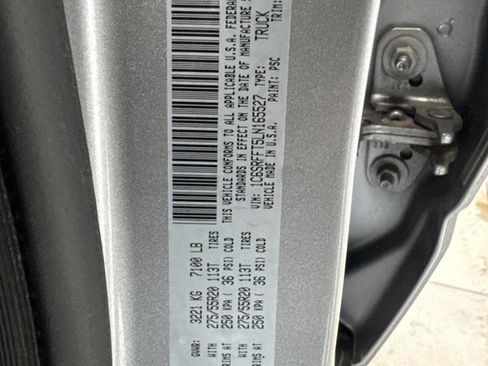 GVWR: 3221 KG 7100 LB
WITH 275/55R20 113T TIRES
RIMS AT 250 KPA ( 36 PSI) COLD
WITH 275/55R20 113T TIRES
RIMS AT 250 KPA ( 36 PSI) COLD
THIS VEHICLE CONFORMS TO ALL APPLICABLE U.S.A. FEDERAL
STANDARDS IN EFFECT ON THE DATE OF MANUFACTURE
VIN: 1C6SRFFT5LN165527 TYPE: TRUCK
MADE IN U.S.A. PAINT: PSC TRIM: